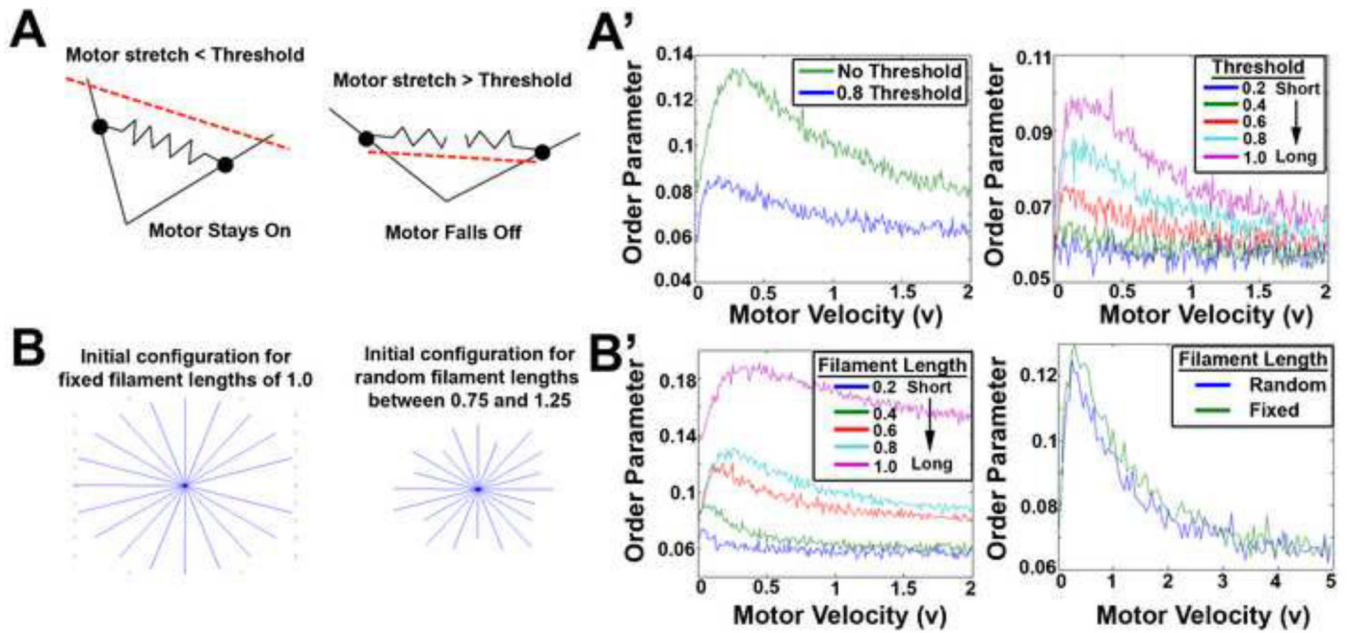 A
Motor stretch < Threshold
Motor stretch > Threshold
Motor Stays On
Motor Falls Off
A’
Order Parameter
0.14
0.12
0.1
0.08
0.06
0.04
No Threshold
0.8 Threshold
0
0.5
1
1.5
2
Motor Velocity (v)
Order Parameter
0.11
0.09
0.07
0.05
Threshold
0.2 Short
0.4
0.6
0.8
1.0 Long
0
0.5
1
1.5
2
Motor Velocity (v)
B
Initial configuration for
fixed filament lengths of 1.0
Initial configuration for
random filament lengths
between 0.75 and 1.25
B’
Order Parameter
0.18
0.14
0.1
0.06
Filament Length
0.2 Short
0.4
0.6
0.8
1.0 Long
0
0.5
1
1.5
2
Motor Velocity (v)
Order Parameter
0.12
0.1
0.08
0.06
Filament Length
Random
Fixed
0
1
2
3
4
5
Motor Velocity (v)